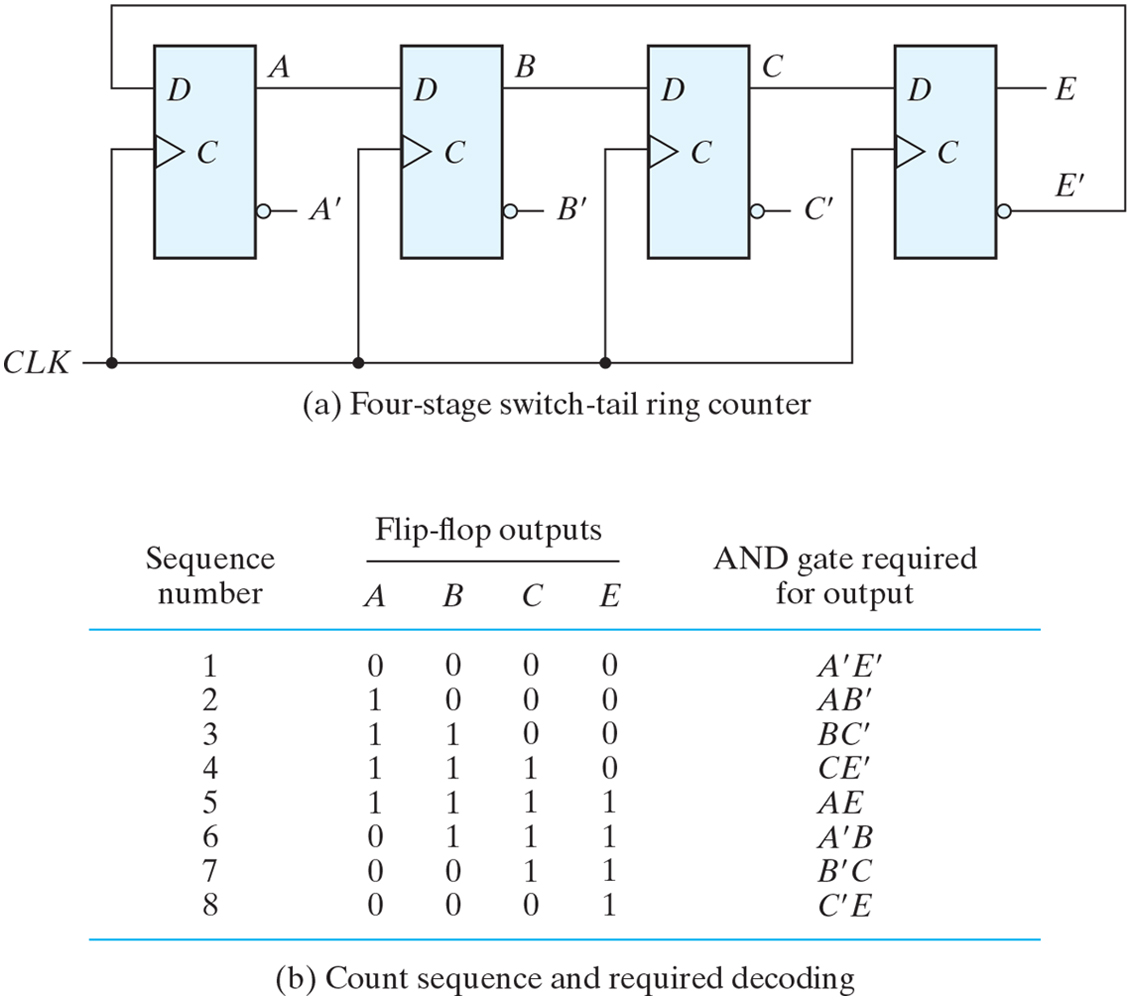 A B C
D D D D E
C C C C
E'
A' B' C'
CLK
(a) Four-stage switch-tail ring counter
Flip-flop outputs
Sequence number
A B C E
AND gate required for output
1 0 0 0 0 A'E'
2 1 0 0 0 AB'
3 1 1 0 0 BC'
4 1 1 1 0 CE'
5 1 1 1 1 AE
6 0 1 1 1 A'B
7 0 0 1 1 B'C
8 0 0 0 1 C'E
(b) Count sequence and required decoding